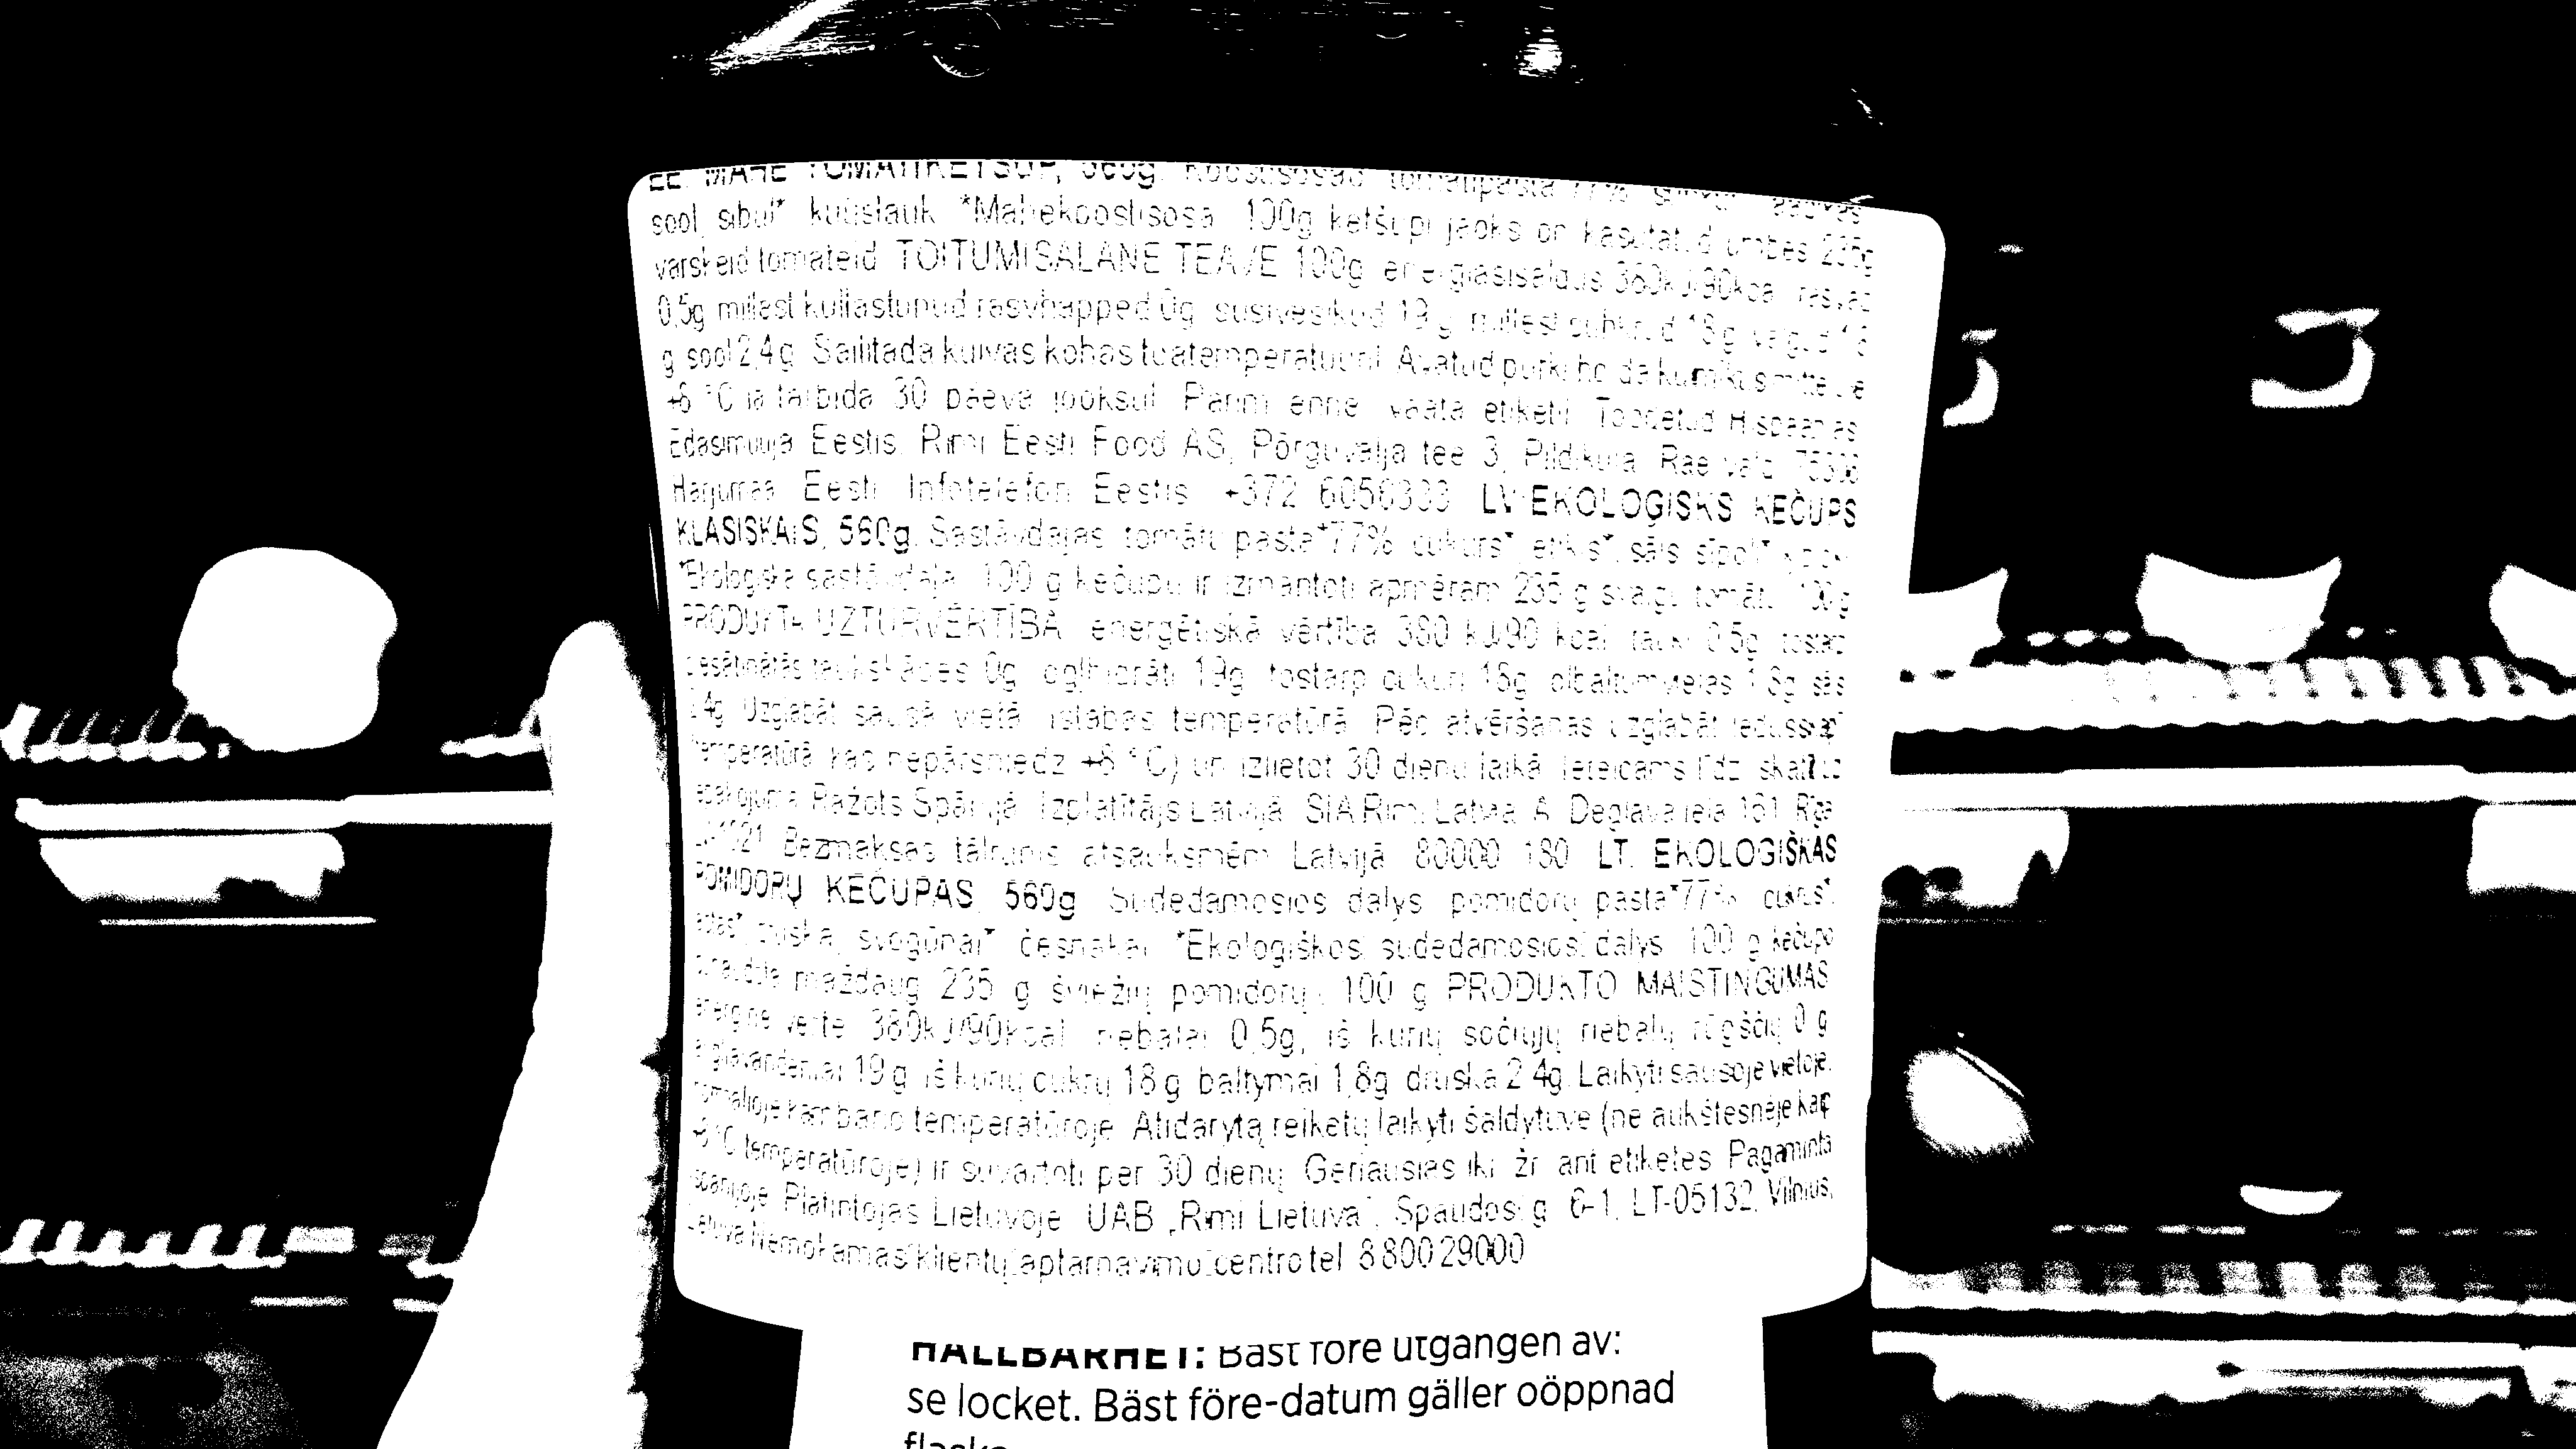 EE. MAHE TOMATIKETŠUP, 560g. Koostisosad tomatipasta 77%
sool, sibul* küüslauk *Mahekoostisosa 100g ketšupi jaoks on kasutatud umbes 235g
värskeid tomateid TOITUMISALANE TEAVE 100g energiasisaldus 380kJ/90kcal rasvad
0,5g millest küllastunud rasvhapped 0g süsivesikud 19g millest suhkrud 18g valgud 1,8
g sool 2,4g Säilitada kuivas kohas toatemperatuuril Avatud purki hoida külmikus mitte üle
+6 °C ja tarbida 30 päeva jooksul Parim enne vaata etiketil Toodetud Hispaanias
Edasimüüja Eestis Rimi Eesti Food AS, Põrguvälja tee 3, Pildiküla Rae vald 75308
Harjumaa Eesti Infotelefon Eestis +372 6056333 LV EKOLOĢISKS KEČUPS
KLASISKAIS, 560g. Sastāvdaļas tomātu pasta*77% cukurs* etiķis*, sāls sīpoli*
*Ekoloģiska sastāvdaļa 100 g kečupu ir izmantoti apmēram 235 g svaigu tomātu 100 g
PRODUKTA UZTURVĒRTĪBA enerģētiskā vērtība 380 kJ/90 kcal tauki 0,5g tostarp
piesātinātās taukskābes 0g ogļhidrāti 19g tostarp cukuri 18g olbaltumvielas 1,8g sāls
2,4g Uzglabāt sausā vietā istabas temperatūrā Pēc atvēršanas uzglabāt ledusskapī
temperatūrā kas nepārsniedz +6 °C) un izlietot 30 dienu laikā Ieteicams līdz skatīt uz
iepakojuma Ražots Spānijā Izplatītājs Latvijā SIA Rimi Latvia A Deglava iela 161 Rīga
LV-1021 Bezmaksas tālrunis atsauksmēm Latvijā 80000 180 LT. EKOLOGIŠKAS
POMIDORŲ KEČUPAS 560g Sudedamosios dalys pomidorų pasta*77% cukrus*,
actas*, druska, svogūnai* česnakai *Ekologiškos sudedamosios dalys 100 g kečupo
sunaudota maždaug 235 g šviežių pomidorų. 100 g PRODUKTO MAISTINGUMAS
energinė vertė 380kJ/90kcal riebalai 0,5g, iš kurių sočiųjų riebalų rūgščių 0 g
angliavandeniai 19 g iš kurių cukrų 18 g baltymai 1,8g druska 2,4g. Laikyti sausoje vietoje,
normalioje kambario temperatūroje Atidarytą reikėtų laikyti šaldytuve (ne aukštesnėje kaip
+6 °C temperatūroje) ir suvartoti per 30 dienų Geriausias iki žr ant etiketės Pagaminta
Ispanijoje Platintojas Lietuvoje UAB „Rimi Lietuva“, Spaudos g 6-1, LT-05132, Vilnius,
Lietuva Nemokamas klientų aptarnavimo centro tel 8 800 29000
HÅLLBARHET: Bäst före utgången av:
se locket. Bäst före-datum gäller oöppnad
flaska